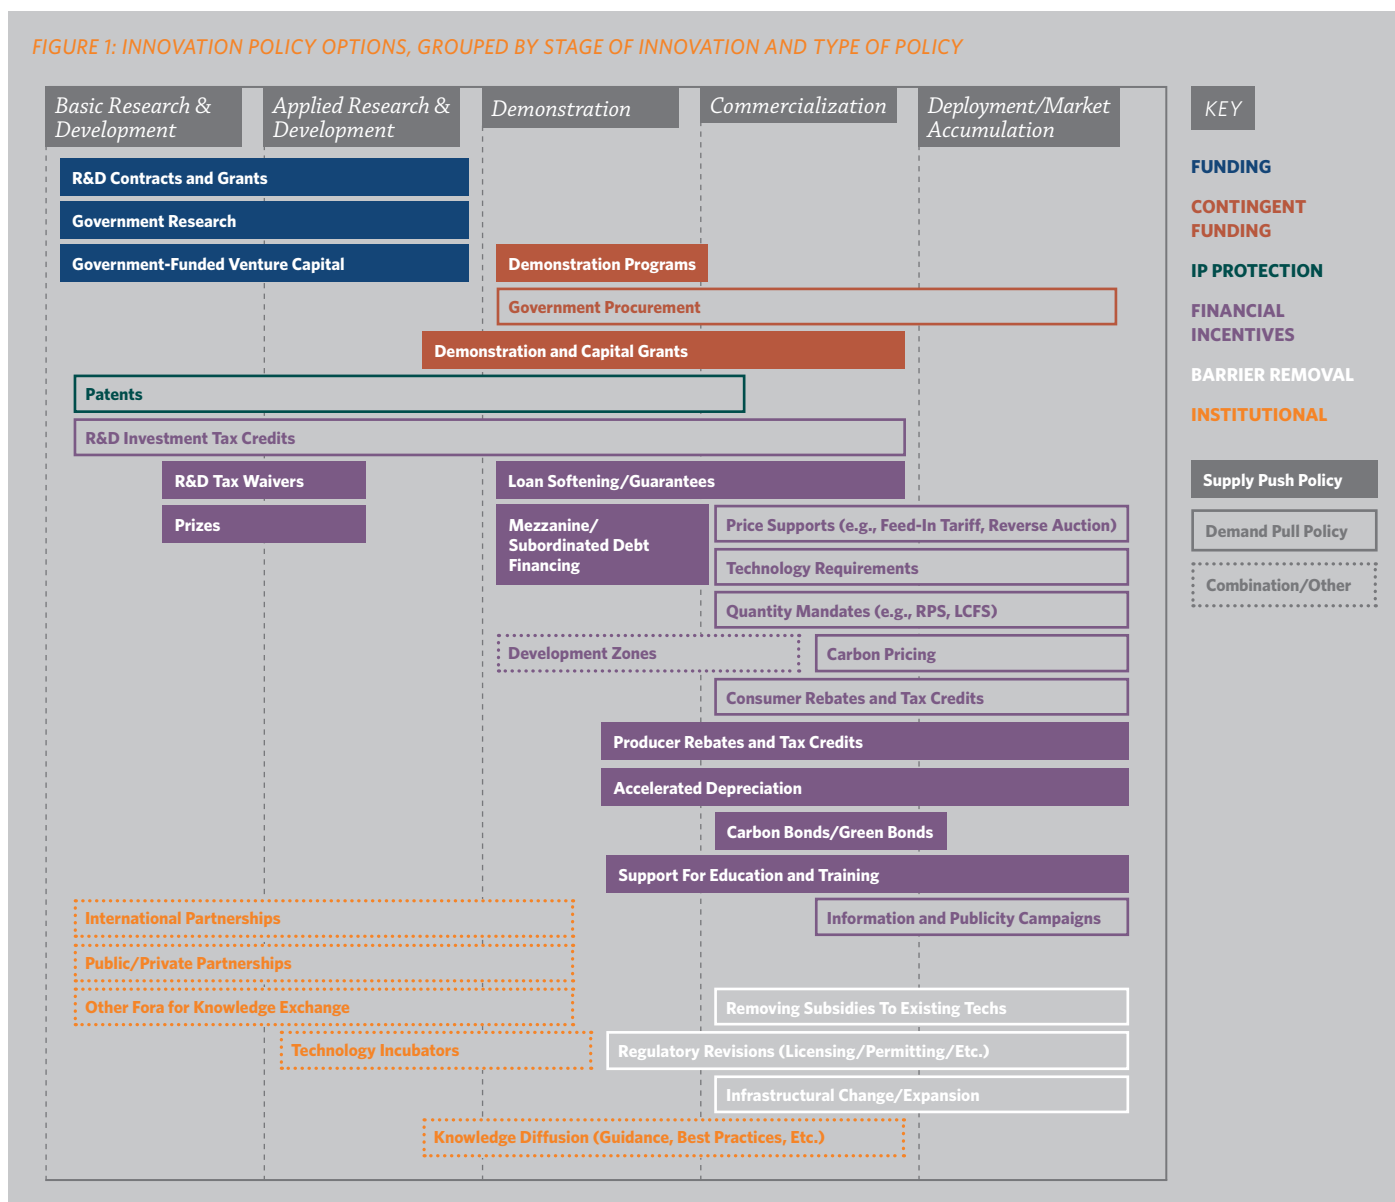 FIGURE 1: INNOVATION POLICY OPTIONS, GROUPED BY STAGE OF INNOVATION AND TYPE OF POLICY
Basic Research &
Development
Applied Research &
Development
Demonstration
Commercialization
Deployment/Market
Accumulation
R&D Contracts and Grants
Government Research
Government-Funded Venture Capital
Demonstration Programs
Government Procurement
Demonstration and Capital Grants
Patents
R&D Investment Tax Credits
R&D Tax Waivers
Loan Softening/Guarantees
Prizes
Mezzanine/
Subordinated Debt
Financing
Price Supports (e.g., Feed-In Tariff, Reverse Auction)
Technology Requirements
Quantity Mandates (e.g., RPS, LCFS)
Development Zones
Carbon Pricing
Consumer Rebates and Tax Credits
Producer Rebates and Tax Credits
Accelerated Depreciation
Carbon Bonds/Green Bonds
Support For Education and Training
International Partnerships
Information and Publicity Campaigns
Public/Private Partnerships
Other Fora for Knowledge Exchange
Removing Subsidies To Existing Techs
Technology Incubators
Regulatory Revisions (Licensing/Permitting/Etc.)
Infrastructural Change/Expansion
Knowledge Diffusion (Guidance, Best Practices, Etc.)
KEY
FUNDING
CONTINGENT
FUNDING
IP PROTECTION
FINANCIAL
INCENTIVES
BARRIER REMOVAL
INSTITUTIONAL
Supply Push Policy
Demand Pull Policy
Combination/Other